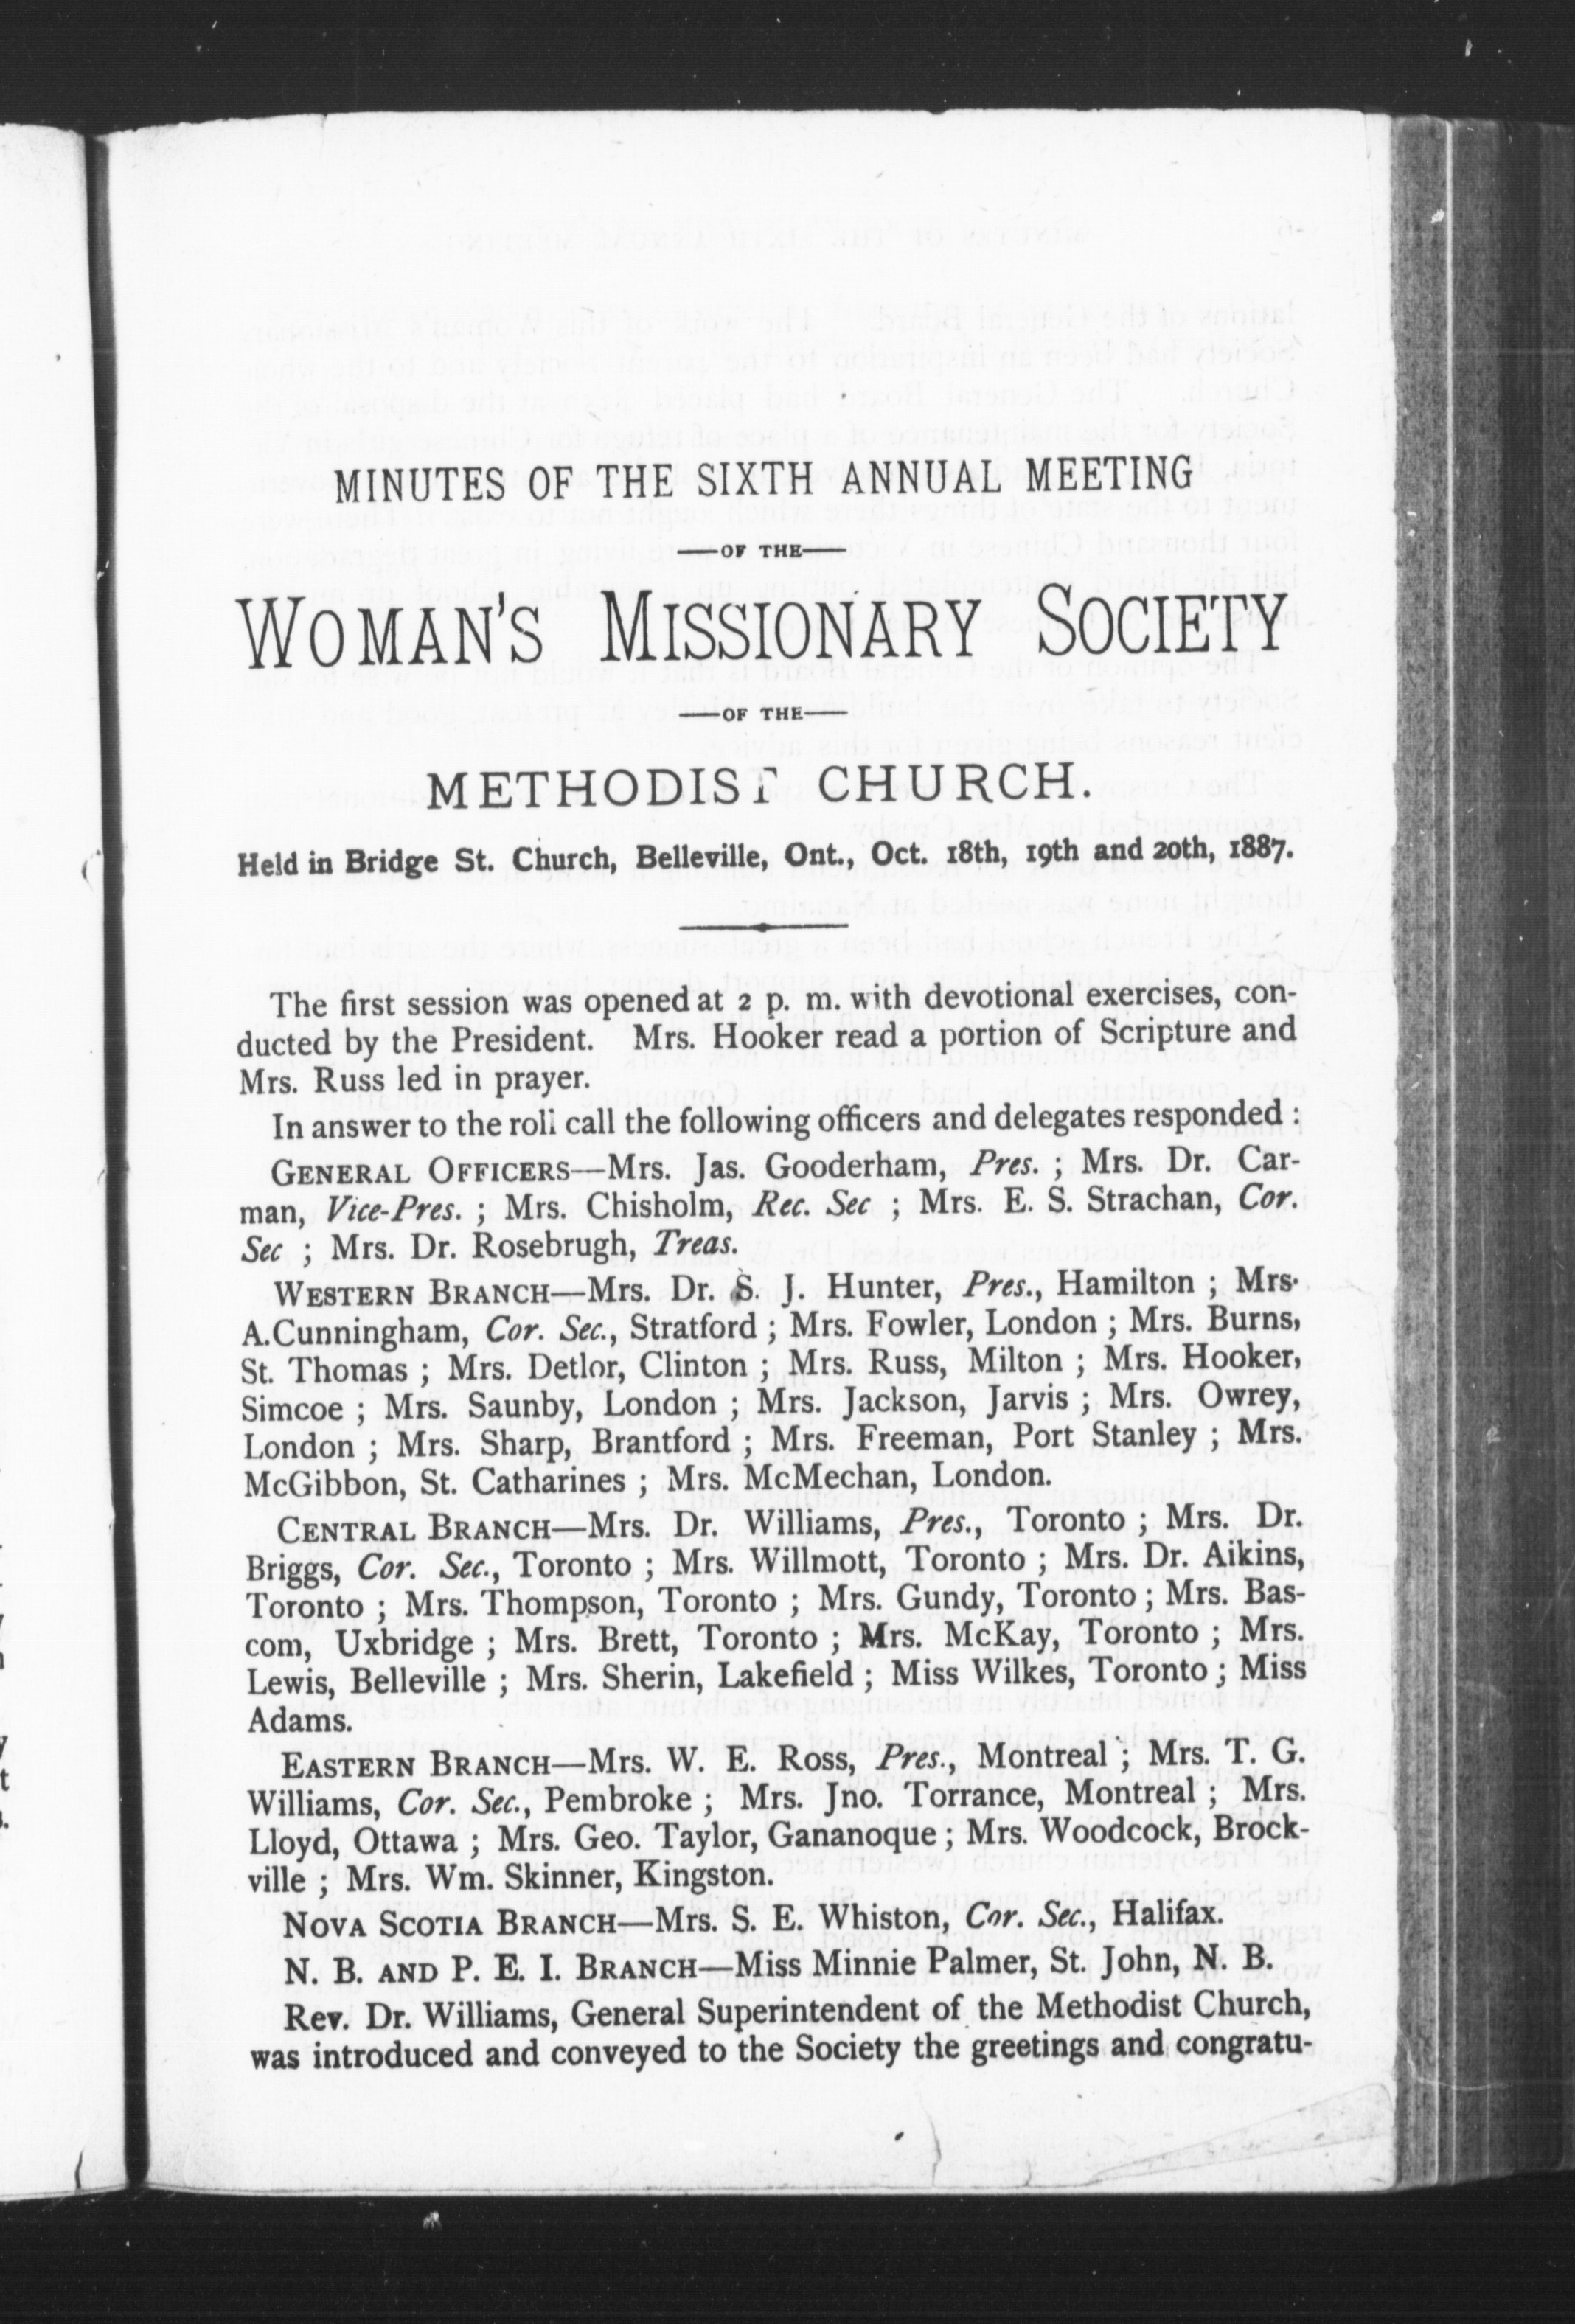 MINUTES OF THE SIXTH ANNUAL MEETING
—OF THE—
WOMAN'S MISSIONARY SOCIETY
—OF THE—
METHODIST CHURCH.
Held in Bridge St. Church, Belleville, Ont., Oct. 18th, 19th and 20th, 1887.
The first session was opened at 2 p. m. with devotional exercises, con-
ducted by the President. Mrs. Hooker read a portion of Scripture and
Mrs. Russ led in prayer.
In answer to the roll call the following officers and delegates responded :
GENERAL OFFICERS—Mrs. Jas. Gooderham, Pres. ; Mrs. Dr. Car-
man, Vice-Pres. ; Mrs. Chisholm, Rec. Sec ; Mrs. E. S. Strachan, Cor.
Sec ; Mrs. Dr. Rosebrugh, Treas.
WESTERN BRANCH—Mrs. Dr. S. J. Hunter, Pres., Hamilton ; Mrs.
A.Cunningham, Cor. Sec., Stratford ; Mrs. Fowler, London ; Mrs. Burns,
St. Thomas ; Mrs. Detlor, Clinton ; Mrs. Russ, Milton ; Mrs. Hooker,
Simcoe ; Mrs. Saunby, London ; Mrs. Jackson, Jarvis ; Mrs. Owrey,
London ; Mrs. Sharp, Brantford ; Mrs. Freeman, Port Stanley ; Mrs.
McGibbon, St. Catharines ; Mrs. McMechan, London.
CENTRAL BRANCH—Mrs. Dr. Williams, Pres., Toronto ; Mrs. Dr.
Briggs, Cor. Sec., Toronto ; Mrs. Willmott, Toronto ; Mrs. Dr. Aikins,
Toronto ; Mrs. Thompson, Toronto ; Mrs. Gundy, Toronto ; Mrs. Bas-
com, Uxbridge ; Mrs. Brett, Toronto ; Mrs. McKay, Toronto ; Mrs.
Lewis, Belleville ; Mrs. Sherin, Lakefield ; Miss Wilkes, Toronto ; Miss
Adams.
EASTERN BRANCH—Mrs. W. E. Ross, Pres., Montreal ; Mrs. T. G.
Williams, Cor. Sec., Pembroke ; Mrs. Jno. Torrance, Montreal ; Mrs.
Lloyd, Ottawa ; Mrs. Geo. Taylor, Gananoque ; Mrs. Woodcock, Brock-
ville ; Mrs. Wm. Skinner, Kingston.
NOVA SCOTIA BRANCH—Mrs. S. E. Whiston, Cor. Sec., Halifax.
N. B. AND P. E. I. BRANCH—Miss Minnie Palmer, St. John, N. B.
Rev. Dr. Williams, General Superintendent of the Methodist Church,
was introduced and conveyed to the Society the greetings and congratu-